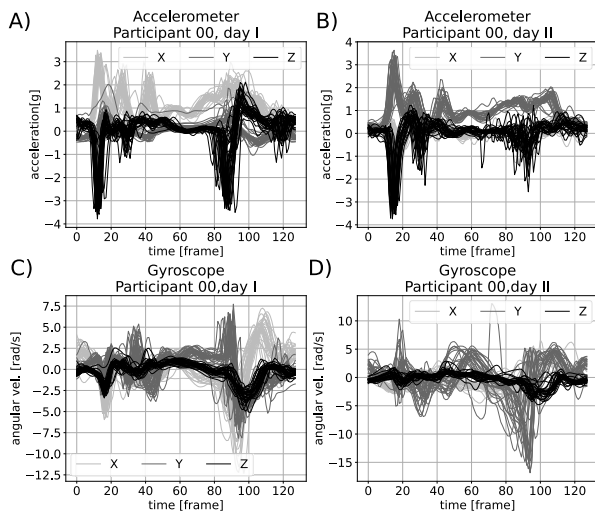 A)
Accelerometer
Participant 00, day I
X Y Z
acceleration[g]
3
2
1
0
−1
−2
−3
−4
0 20 40 60 80 100 120
time [frame]
B)
Accelerometer
Participant 00, day II
X Y Z
acceleration[g]
4
3
2
1
0
−1
−2
−3
−4
0 20 40 60 80 100 120
time [frame]
C)
Gyroscope
Participant 00,day I
angular vel. [rad/s]
7.5
5.0
2.5
0.0
−2.5
−5.0
−7.5
−10.0
−12.5
X Y Z
0 20 40 60 80 100 120
time [frame]
D)
Gyroscope
Participant 00,day II
X Y Z
angular vel. [rad/s]
10
5
0
−5
−10
−15
0 20 40 60 80 100 120
time [frame]